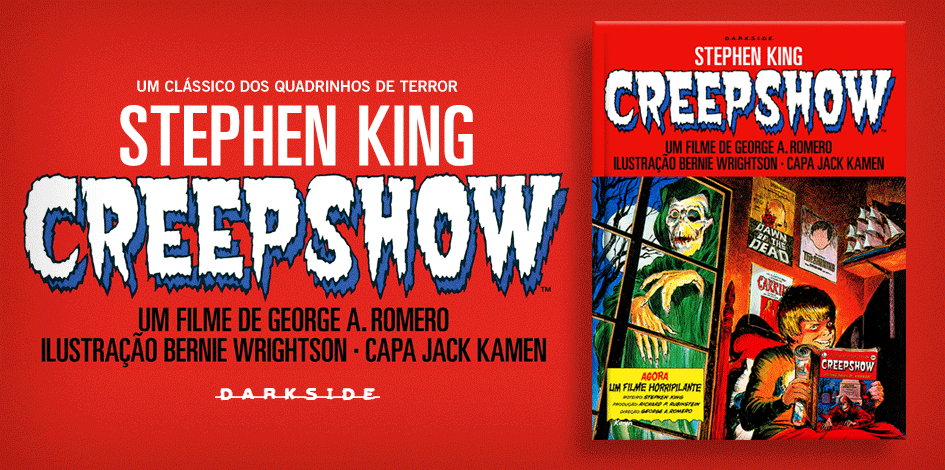 UM CLÁSSICO DOS QUADRINHOS DE TERROR
STEPHEN KING
CREEPSHOW
TM
UM FILME DE GEORGE A. ROMERO
ILUSTRAÇÃO BERNIE WRIGHTSON · CAPA JACK KAMEN
DARKSIDE
DARKSIDE
STEPHEN KING
CREEPSHOW
UM FILME DE GEORGE A. ROMERO
ILUSTRAÇÃO BERNIE WRIGHTSON · CAPA JACK KAMEN
DAWN
OF THE
DEAD
CARRIE
CREEPSHOW
AGORA
UM FILME HORRIPILANTE
ROTEIRO: STEPHEN KING
PRODUÇÃO: RICHARD P. RUBINSTEIN
DIREÇÃO: GEORGE A. ROMERO
Kamen